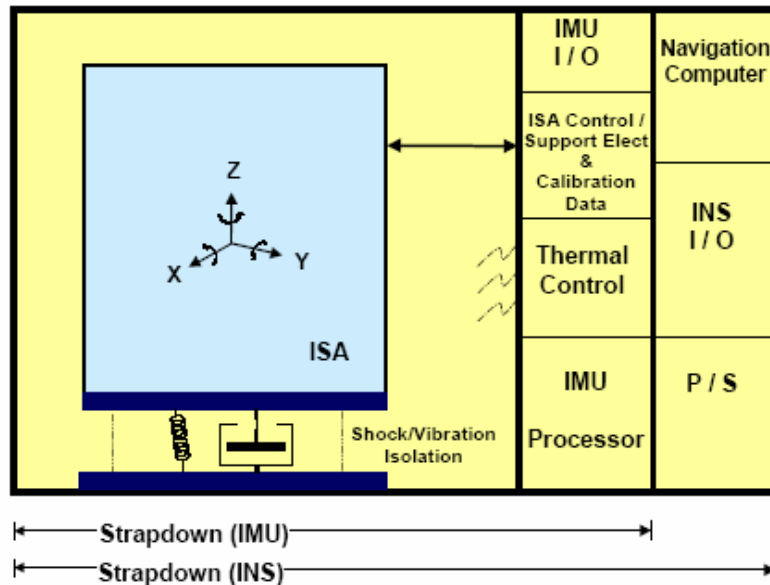 IMU
I / O
Navigation
Computer
ISA Control /
Support Elect
&
Calibration
Data
Z
X
Y
ISA
INS
I / O
Thermal
Control
Shock/Vibration
Isolation
IMU
Processor
P / S
Strapdown (IMU)
Strapdown (INS)